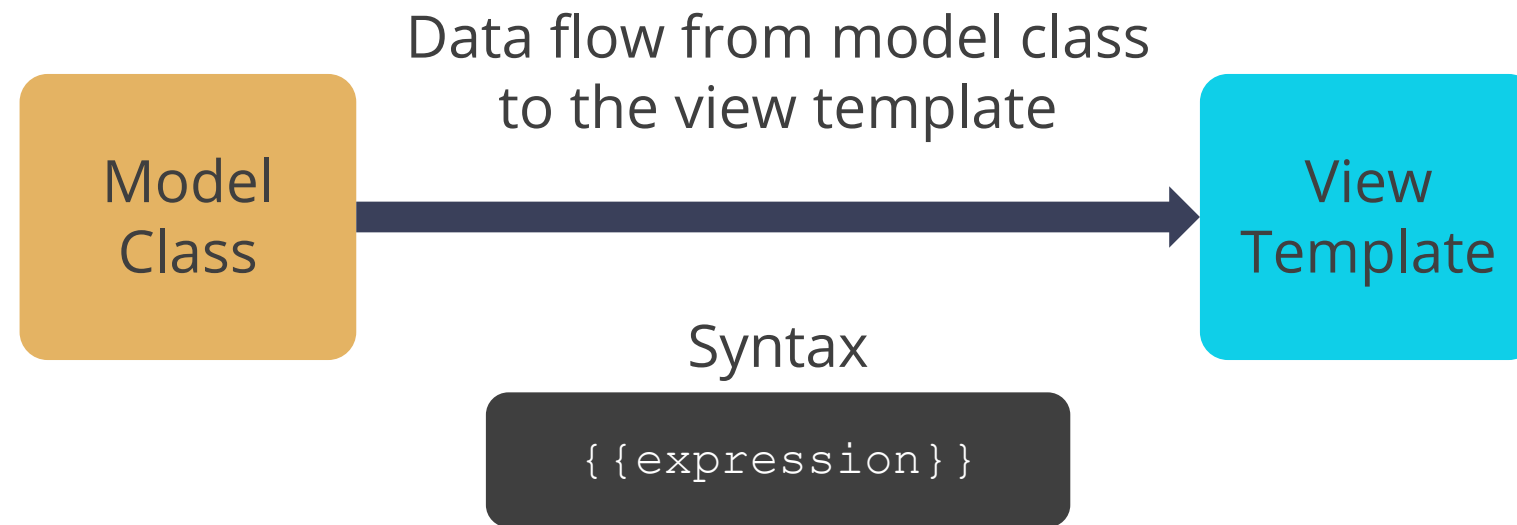 Data flow from model class
to the view template
Model
Class
View
Template
Syntax
{{expression}}